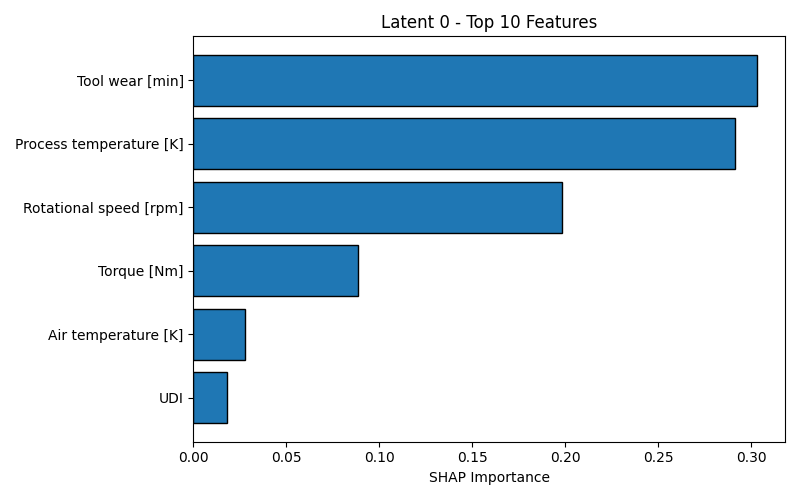 Latent 0 - Top 10 Features
Tool wear [min]
Process temperature [K]
Rotational speed [rpm]
Torque [Nm]
Air temperature [K]
UDI
0.00 0.05 0.10 0.15 0.20 0.25 0.30
SHAP Importance